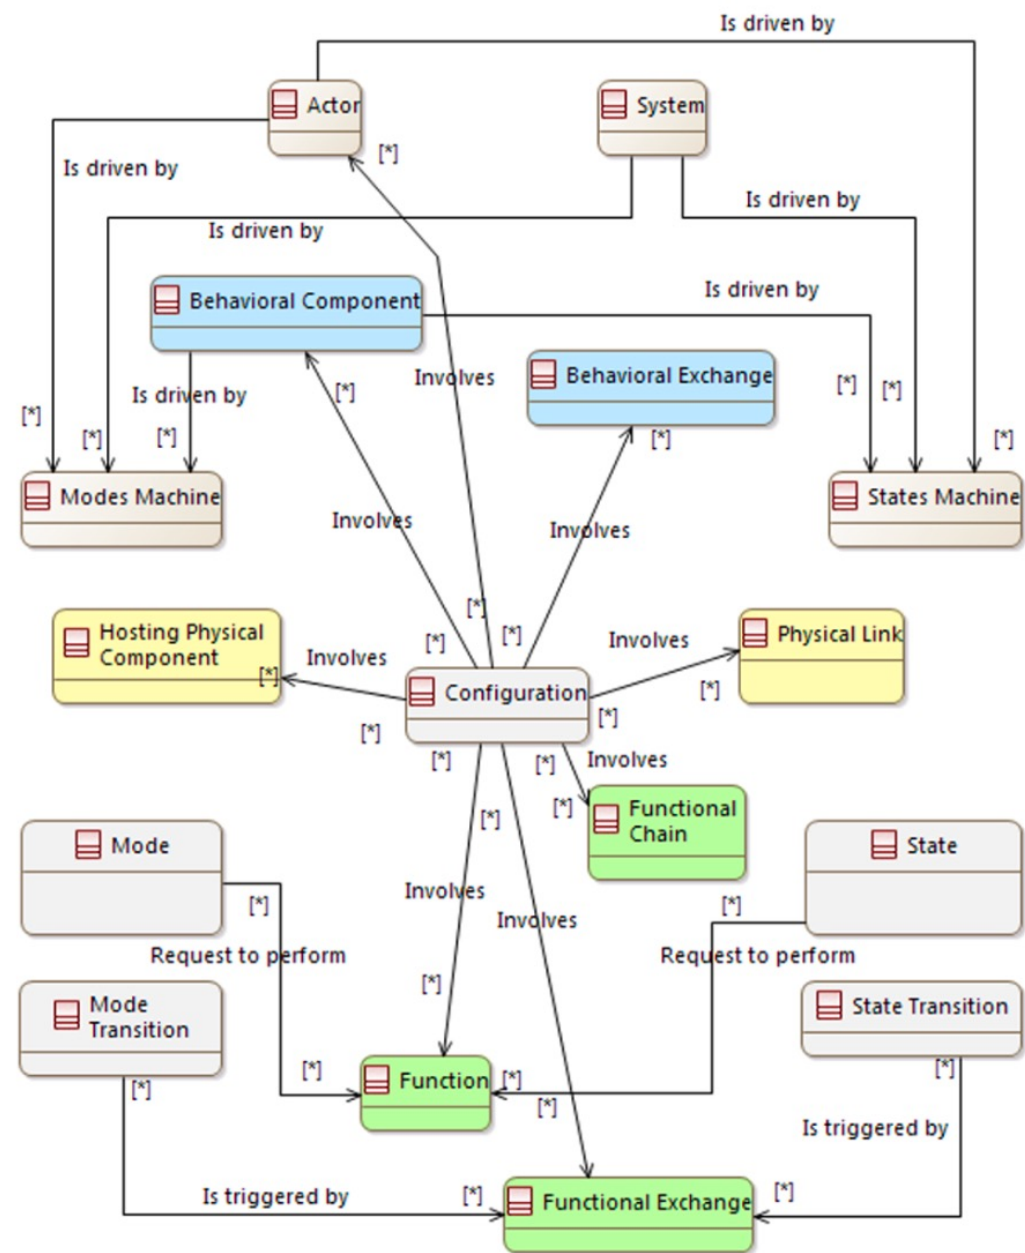 Is driven by
Actor
System
[*]
Is driven by
Is driven by
Is driven by
Behavioral Component
Is driven by
Involves
Behavioral Exchange
Is driven by
[*]
[*]
[*]
[*]
[*]
[*]
[*]
[*]
Modes Machine
States Machine
Involves
Involves
[*]
[*]
[*]
Hosting Physical
Component
Involves
[*]
Involves
Physical Link
[*]
Configuration
[*]
[*]
[*]
[*]
Involves
[*]
Functional
Chain
[*]
Mode
State
Involves
[*]
Involves
[*]
Request to perform
Request to perform
[*]
Mode
Transition
State Transition
[*]
Function
[*]
[*]
[*]
[*]
Is triggered by
Is triggered by
[*]
Functional Exchange
[*]